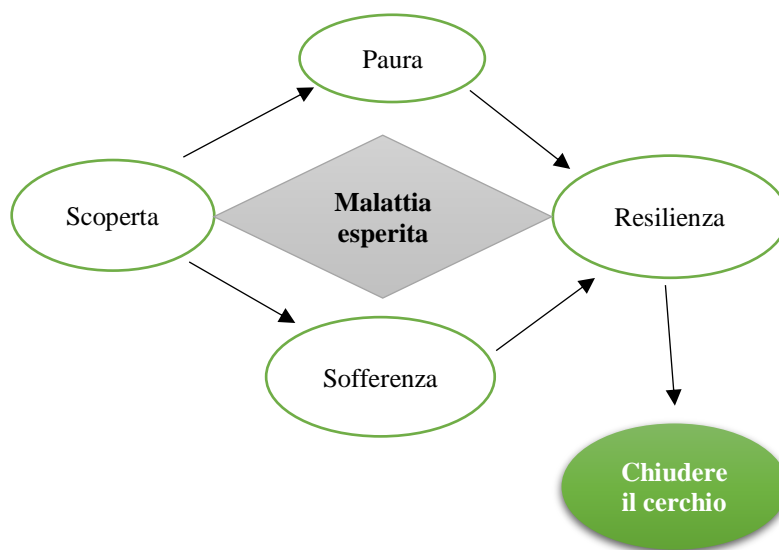 Paura
Scoperta
Malattia
esperita
Resilienza
Sofferenza
Chiudere
il cerchio